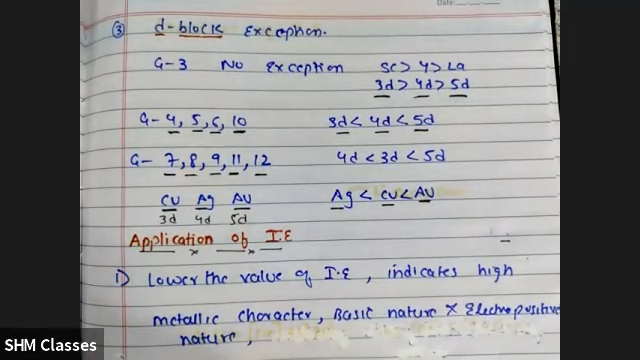 Date:
③ d-block Exception.
G-3 No Exception Sc > Y > La
3d > 4d > 5d
G- 4, 5, 6, 10 3d < 4d < 5d
G- 7, 8, 9, 11, 12 4d < 3d < 5d
Cu Ag Au Ag < Cu < Au
3d 4d 5d
Application of I.E
1) Lower the value of I.E, indicates high
metallic character, Basic nature & Electropositive
nature,
SHM Classes